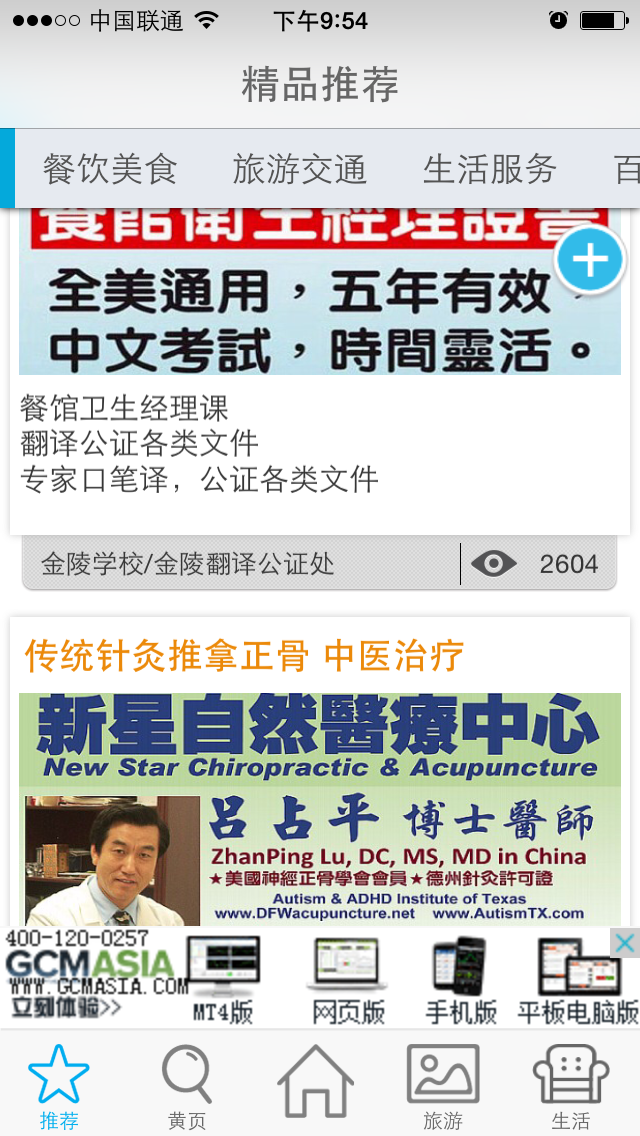 中国联通 下午9:54
精品推荐
餐饮美食 旅游交通 生活服务 百
餐館衛生經理證書
全美通用，五年有效，
中文考試，時間靈活。
餐馆卫生经理课
翻译公证各类文件
专家口笔译，公证各类文件
金陵学校/金陵翻译公证处 2604
传统针灸推拿正骨 中医治疗
新星自然醫療中心
New Star Chiropractic & Acupuncture
呂占平 博士醫師
ZhanPing Lu, DC, MS, MD in China
★美國神經正骨學會會員★德州針灸許可證
Autism & ADHD Institute of Texas
www.DFWacupuncture.net www.AutismTX.com
400-120-0257
GCMASIA
WWW.GCMASIA.COM
立刻体验>>
MT4版 网页版 手机版 平板电脑版
推荐 黄页 旅游 生活